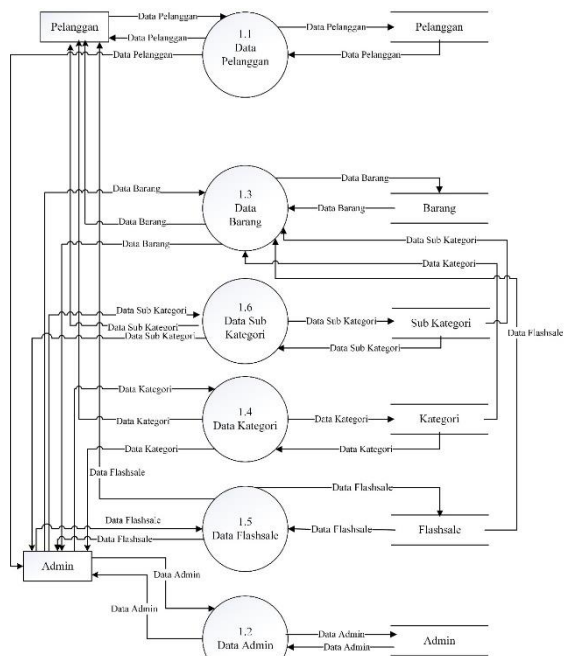 Data Pelanggan
Pelanggan
Data Pelanggan
Data Pelanggan
1.1
Data
Pelanggan
Data Pelanggan
Pelanggan
Data Pelanggan
Data Barang
Data Barang
Data Barang
1.3
Data
Barang
Data Barang
Data Barang
Barang
Data Sub Kategori
Data Kategori
Data Sub Kategori
Data Sub Kategori
Data Sub Kategori
1.6
Data Sub
Kategori
Data Sub Kategori
Sub Kategori
Data Sub Kategori
Data Flashsale
Data Kategori
Data Kategori
Data Kategori
1.4
Data Kategori
Data Kategori
Kategori
Data Kategori
Data Flashsale
Data Flashsale
Data Flashsale
1.5
Data Flashsale
Data Flashsale
Data Flashsale
Flashsale
Admin
Data Admin
Data Admin
1.2
Data Admin
Data Admin
Data Admin
Admin